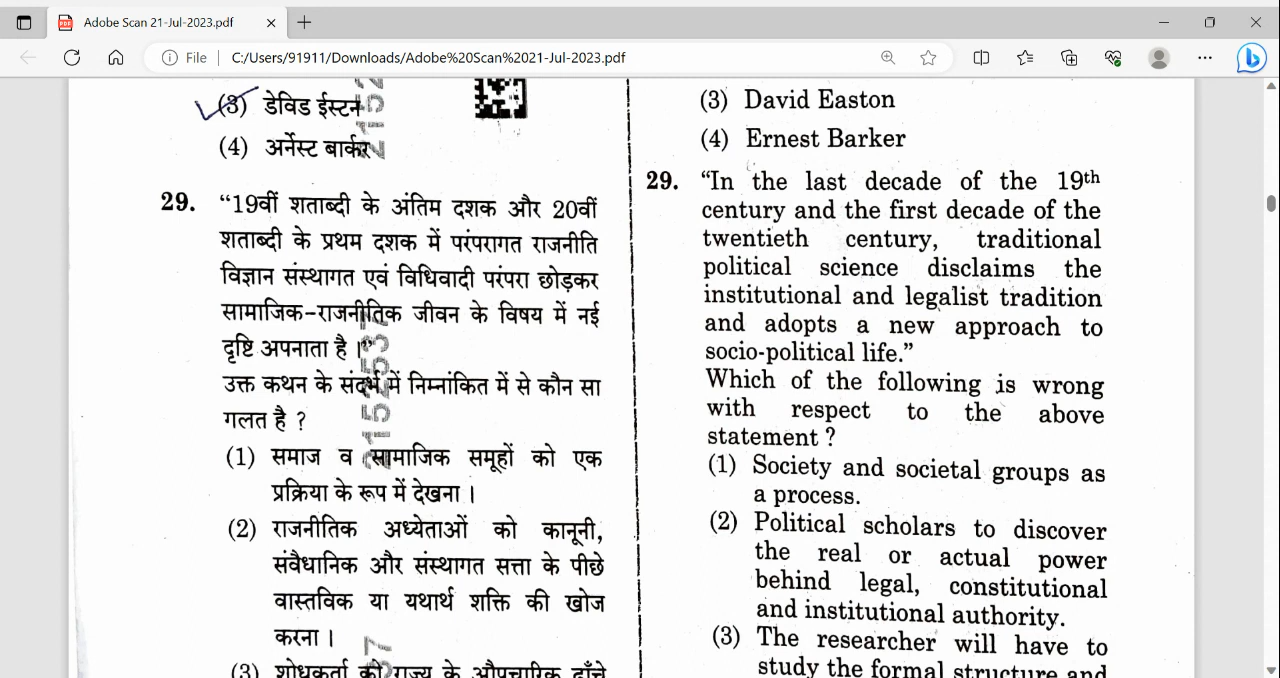 Adobe Scan 21-Jul-2023.pdf
File
C:/Users/91911/Downloads/Adobe%20Scan%2021-Jul-2023.pdf
(3) डेविड ईस्टन
(4) अर्नेस्ट बार्कर
29. “19वीं शताब्दी के अंतिम दशक और 20वीं
शताब्दी के प्रथम दशक में परंपरागत राजनीति
विज्ञान संस्थागत एवं विधिवादी परंपरा छोड़कर
सामाजिक-राजनीतिक जीवन के विषय में नई
दृष्टि अपनाता है ।”
उक्त कथन के संदर्भ में निम्नांकित में से कौन सा
गलत है ?
(1) समाज व सामाजिक समूहों को एक
प्रक्रिया के रूप में देखना ।
(2) राजनीतिक अध्येताओं को कानूनी,
संवैधानिक और संस्थागत सत्ता के पीछे
वास्तविक या यथार्थ शक्ति की खोज
करना ।
(3) शोधकर्ता को राज्य के औपचारिक ढाँचे
(3) David Easton
(4) Ernest Barker
29. “In the last decade of the 19th
century and the first decade of the
twentieth century, traditional
political science disclaims the
institutional and legalist tradition
and adopts a new approach to
socio-political life.”
Which of the following is wrong
with respect to the above
statement ?
(1) Society and societal groups as
a process.
(2) Political scholars to discover
the real or actual power
behind legal, constitutional
and institutional authority.
(3) The researcher will have to
study the formal structure and